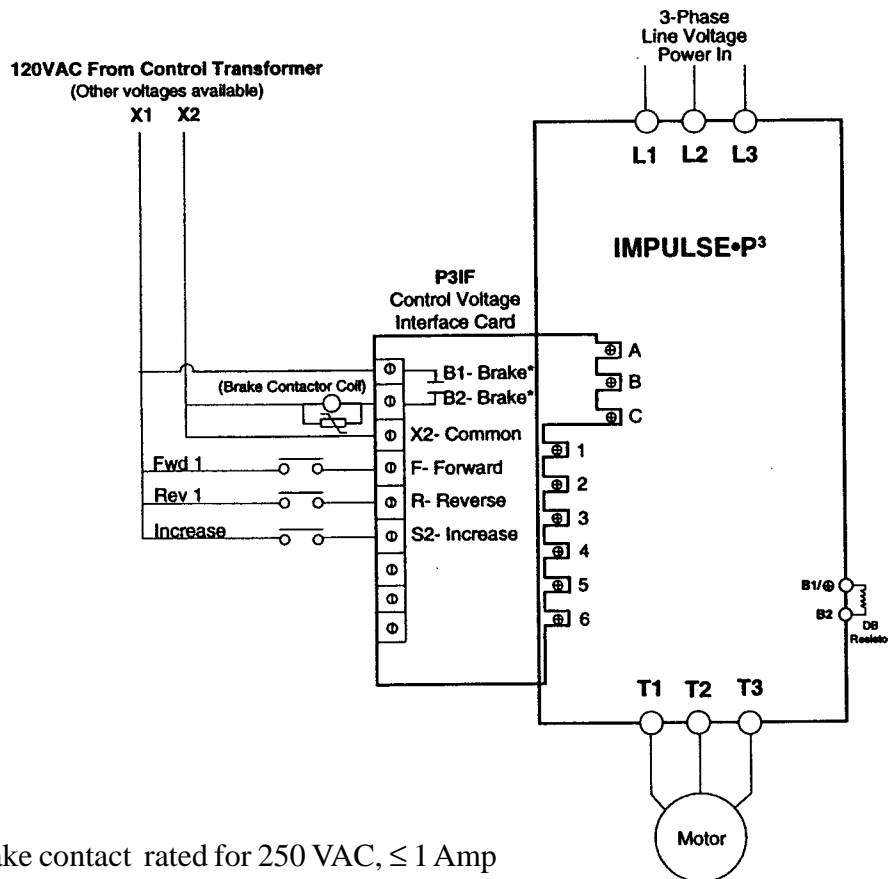 3-Phase
Line Voltage
Power In
120VAC From Control Transformer
(Other voltages available)
X1 X2
L1 L2 L3
IMPULSE•P³
P3IF
Control Voltage
Interface Card
A
B1- Brake*
(Brake Contactor Coil)
B
B2- Brake*
C
X2- Common
1
Fwd 1
F- Forward
2
Rev 1
R- Reverse
3
Increase
S2- Increase
4
5
B1/⊕
6
B2
DB
Resisto
T1 T2 T3
Motor
ake contact rated for 250 VAC, ≤ 1 Amp